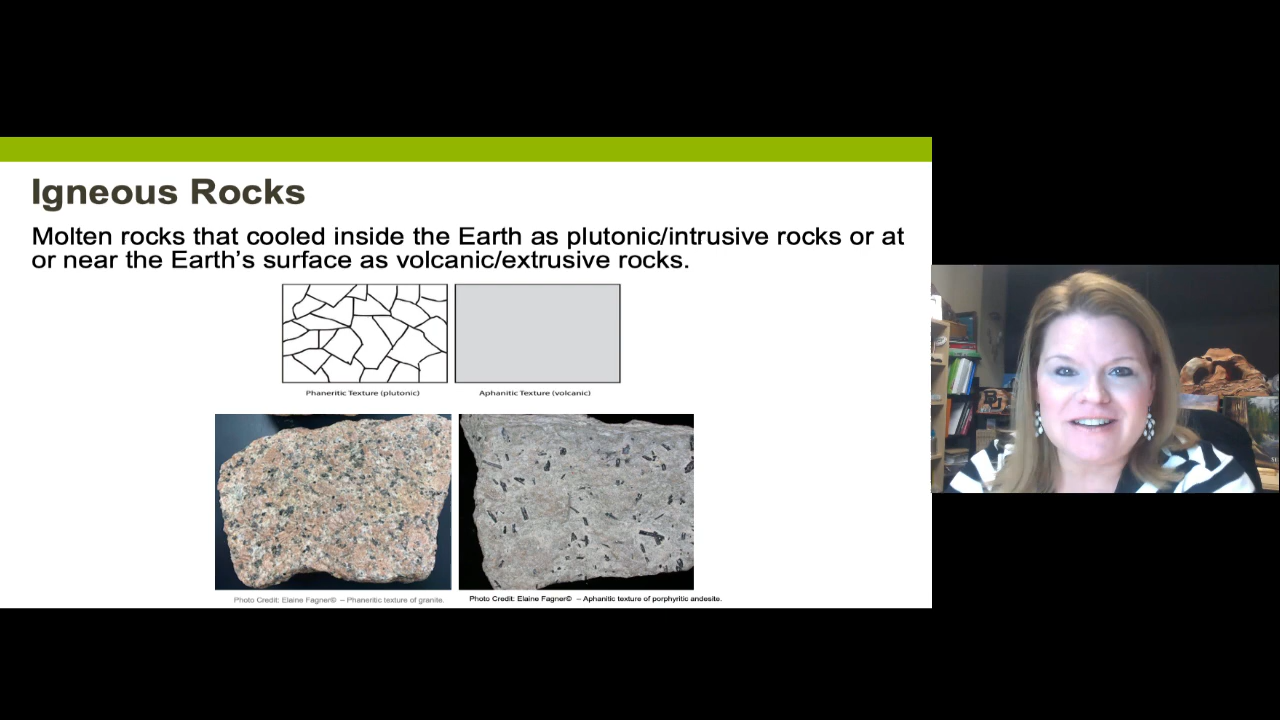 Igneous Rocks
Molten rocks that cooled inside the Earth as plutonic/intrusive rocks or at
or near the Earth's surface as volcanic/extrusive rocks.
Phaneritic Texture (plutonic)
Aphanitic Texture (volcanic)
Photo Credit: Elaine Fagner© – Phaneritic texture of granite.
Photo Credit: Elaine Fagner© – Aphanitic texture of porphyritic andesite.